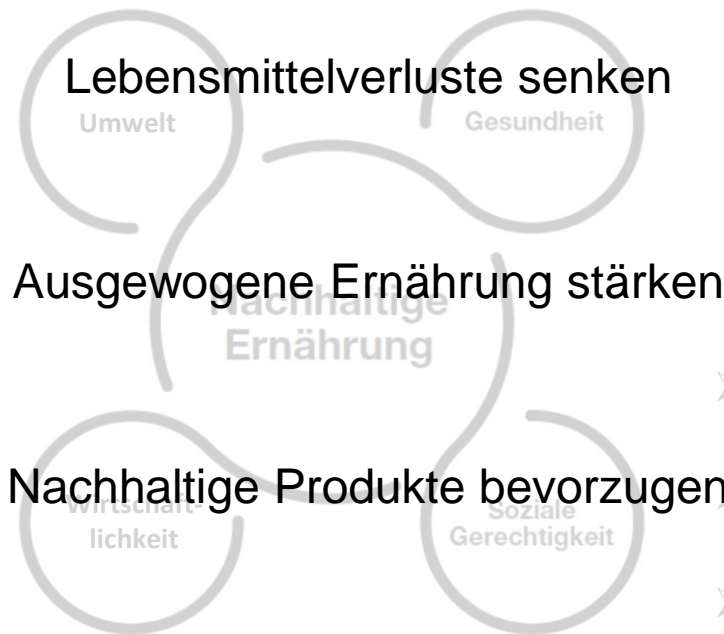 Lebensmittelverluste senken
Umwelt
Gesundheit
Ausgewogene Ernährung stärken
Nachhaltige
Ernährung
Nachhaltige Produkte bevorzugen
Wirtschaft-
lichkeit
Soziale
Gerechtigkeit